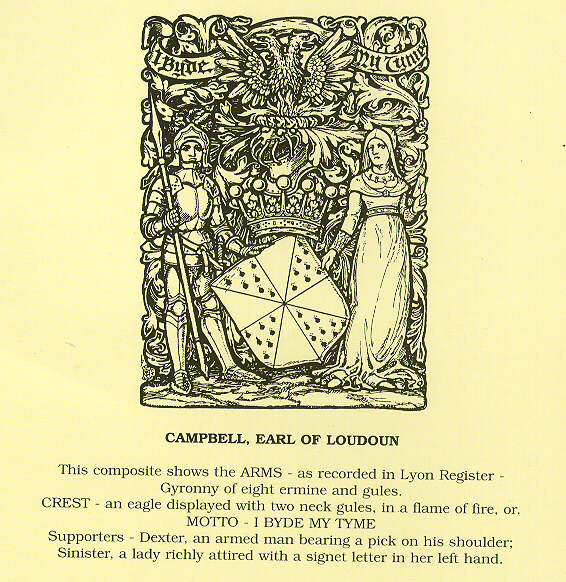 I Byde my tyme
CAMPBELL, EARL OF LOUDOUN
This composite shows the ARMS - as recorded in Lyon Register -
Gyronny of eight ermine and gules.
CREST - an eagle displayed with two neck gules, in a flame of fire, or.
MOTTO - I BYDE MY TYME
Supporters - Dexter, an armed man bearing a pick on his shoulder;
Sinister, a lady richly attired with a signet letter in her left hand.